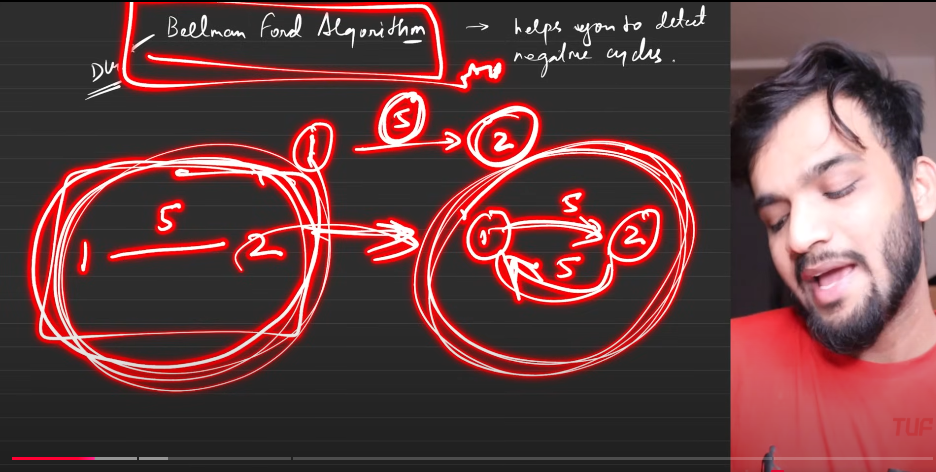 Bellman Ford Algorithm → helps you to detect
negative cycles.
1 5 2
1 5 2
5
1 2
5
TUF